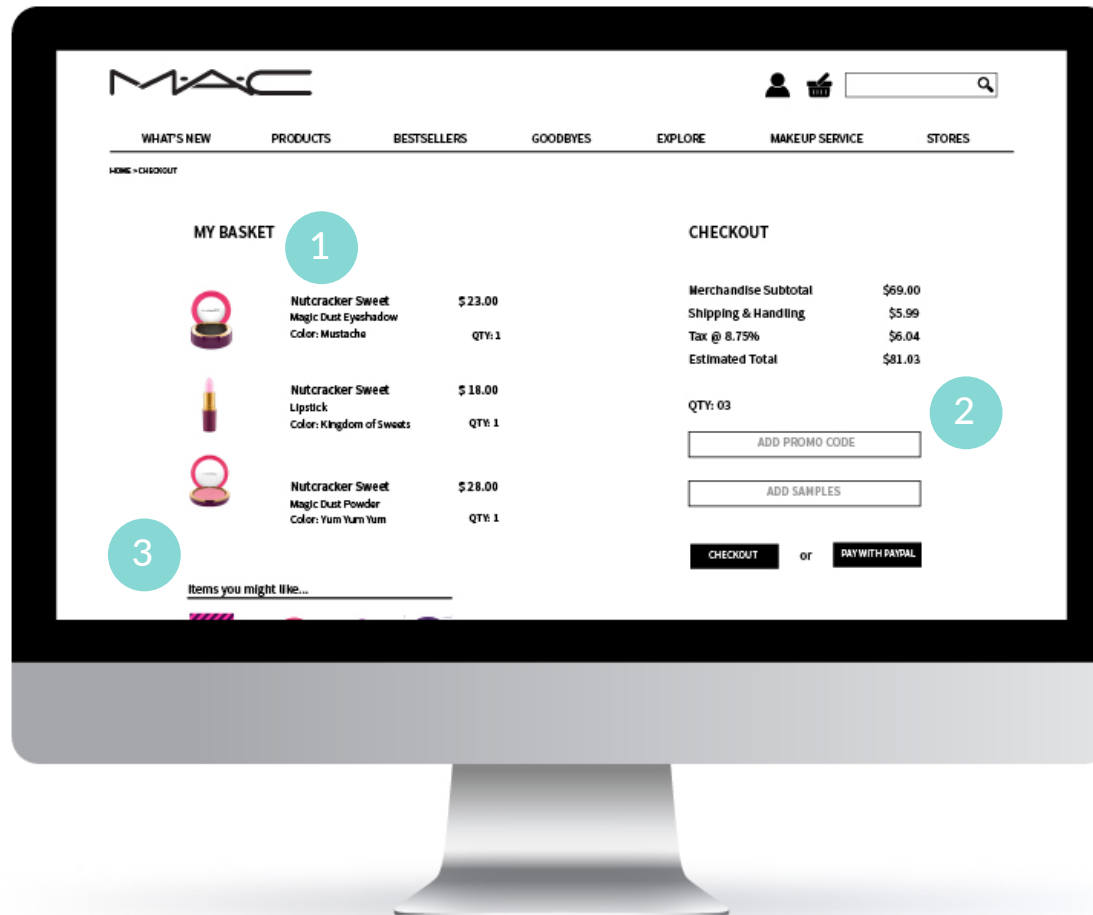 M·A·C
WHAT'S NEW PRODUCTS BESTSELLERS GOODBYES EXPLORE MAKEUP SERVICE STORES
HOME > CHECKOUT
MY BASKET
1
Nutcracker Sweet $ 23.00
Magic Dust Eyeshadow
Color: Mustache QTY: 1
Nutcracker Sweet $ 18.00
Lipstick
Color: Kingdom of Sweets QTY: 1
Nutcracker Sweet $ 28.00
Magic Dust Powder
Color: Yum Yum Yum QTY: 1
3
Items you might like...
CHECKOUT
Merchandise Subtotal $69.00
Shipping & Handling $5.99
Tax @ 8.75% $6.04
Estimated Total $81.03
QTY: 03
2
ADD PROMO CODE
ADD SAMPLES
CHECKOUT or PAY WITH PAYPAL